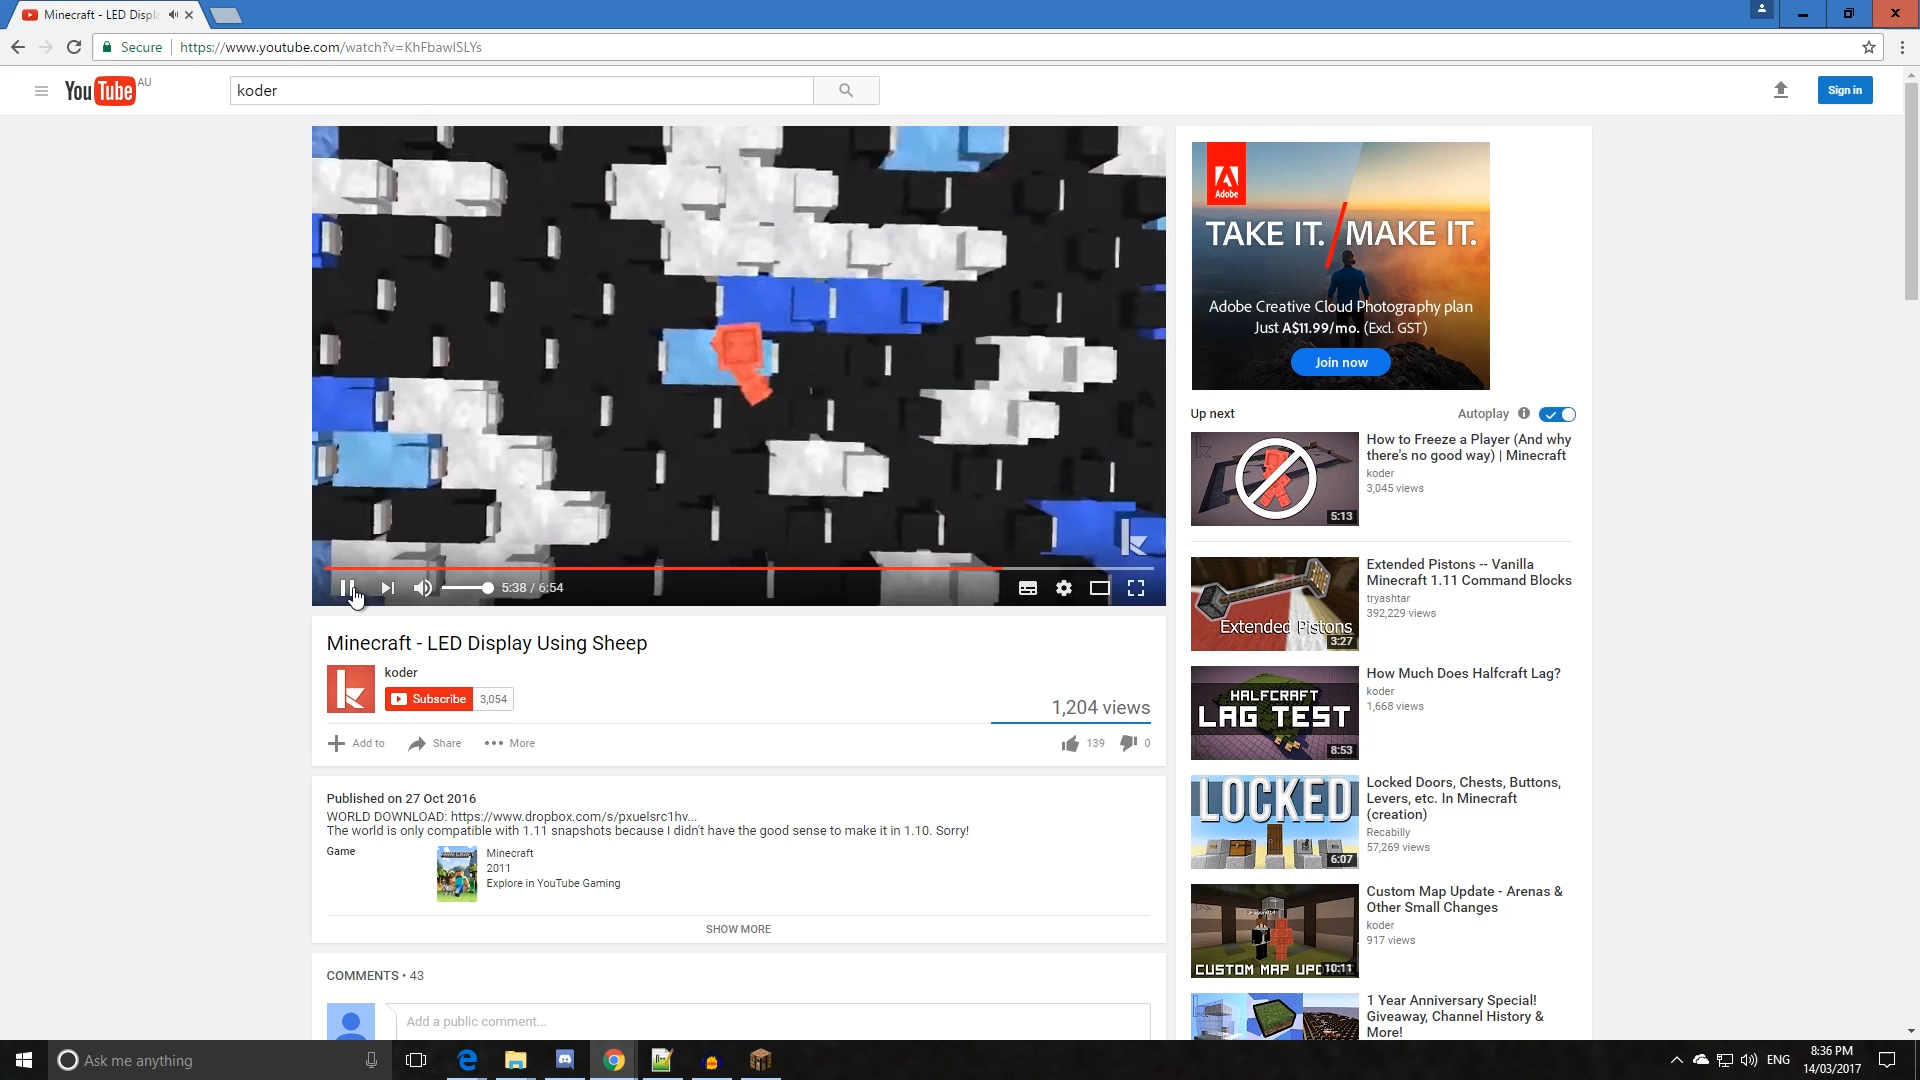 Minecraft - LED Displa
Secure
https://www.youtube.com/watch?v=KhFbawlSLYs
YouTube AU
koder
Sign in
Adobe
TAKE IT. / MAKE IT.
Adobe Creative Cloud Photography plan
Just A$11.99/mo. (Excl. GST)
Join now
5:38 / 6:54
Up next
Autoplay
How to Freeze a Player (And why
there's no good way) | Minecraft
koder
3,045 views
5:13
Extended Pistons -- Vanilla
Minecraft 1.11 Command Blocks
tryashtar
392,229 views
Extended Pistons
3:27
How Much Does Halfcraft Lag?
koder
1,668 views
HALFCRAFT
LAG TEST
8:53
Locked Doors, Chests, Buttons,
Levers, etc. In Minecraft
(creation)
Recabilly
57,269 views
LOCKED
6:07
Custom Map Update - Arenas &
Other Small Changes
koder
917 views
CUSTOM MAP UPD
10:11
1 Year Anniversary Special!
Giveaway, Channel History &
More!
Minecraft - LED Display Using Sheep
koder
Subscribe 3,054
1,204 views
Add to
Share
More
139
0
Published on 27 Oct 2016
WORLD DOWNLOAD: https://www.dropbox.com/s/pxuelsrc1hv...
The world is only compatible with 1.11 snapshots because I didn't have the good sense to make it in 1.10. Sorry!
Game
Minecraft
2011
Explore in YouTube Gaming
SHOW MORE
COMMENTS • 43
Add a public comment...
Ask me anything
ENG
8:36 PM
14/03/2017